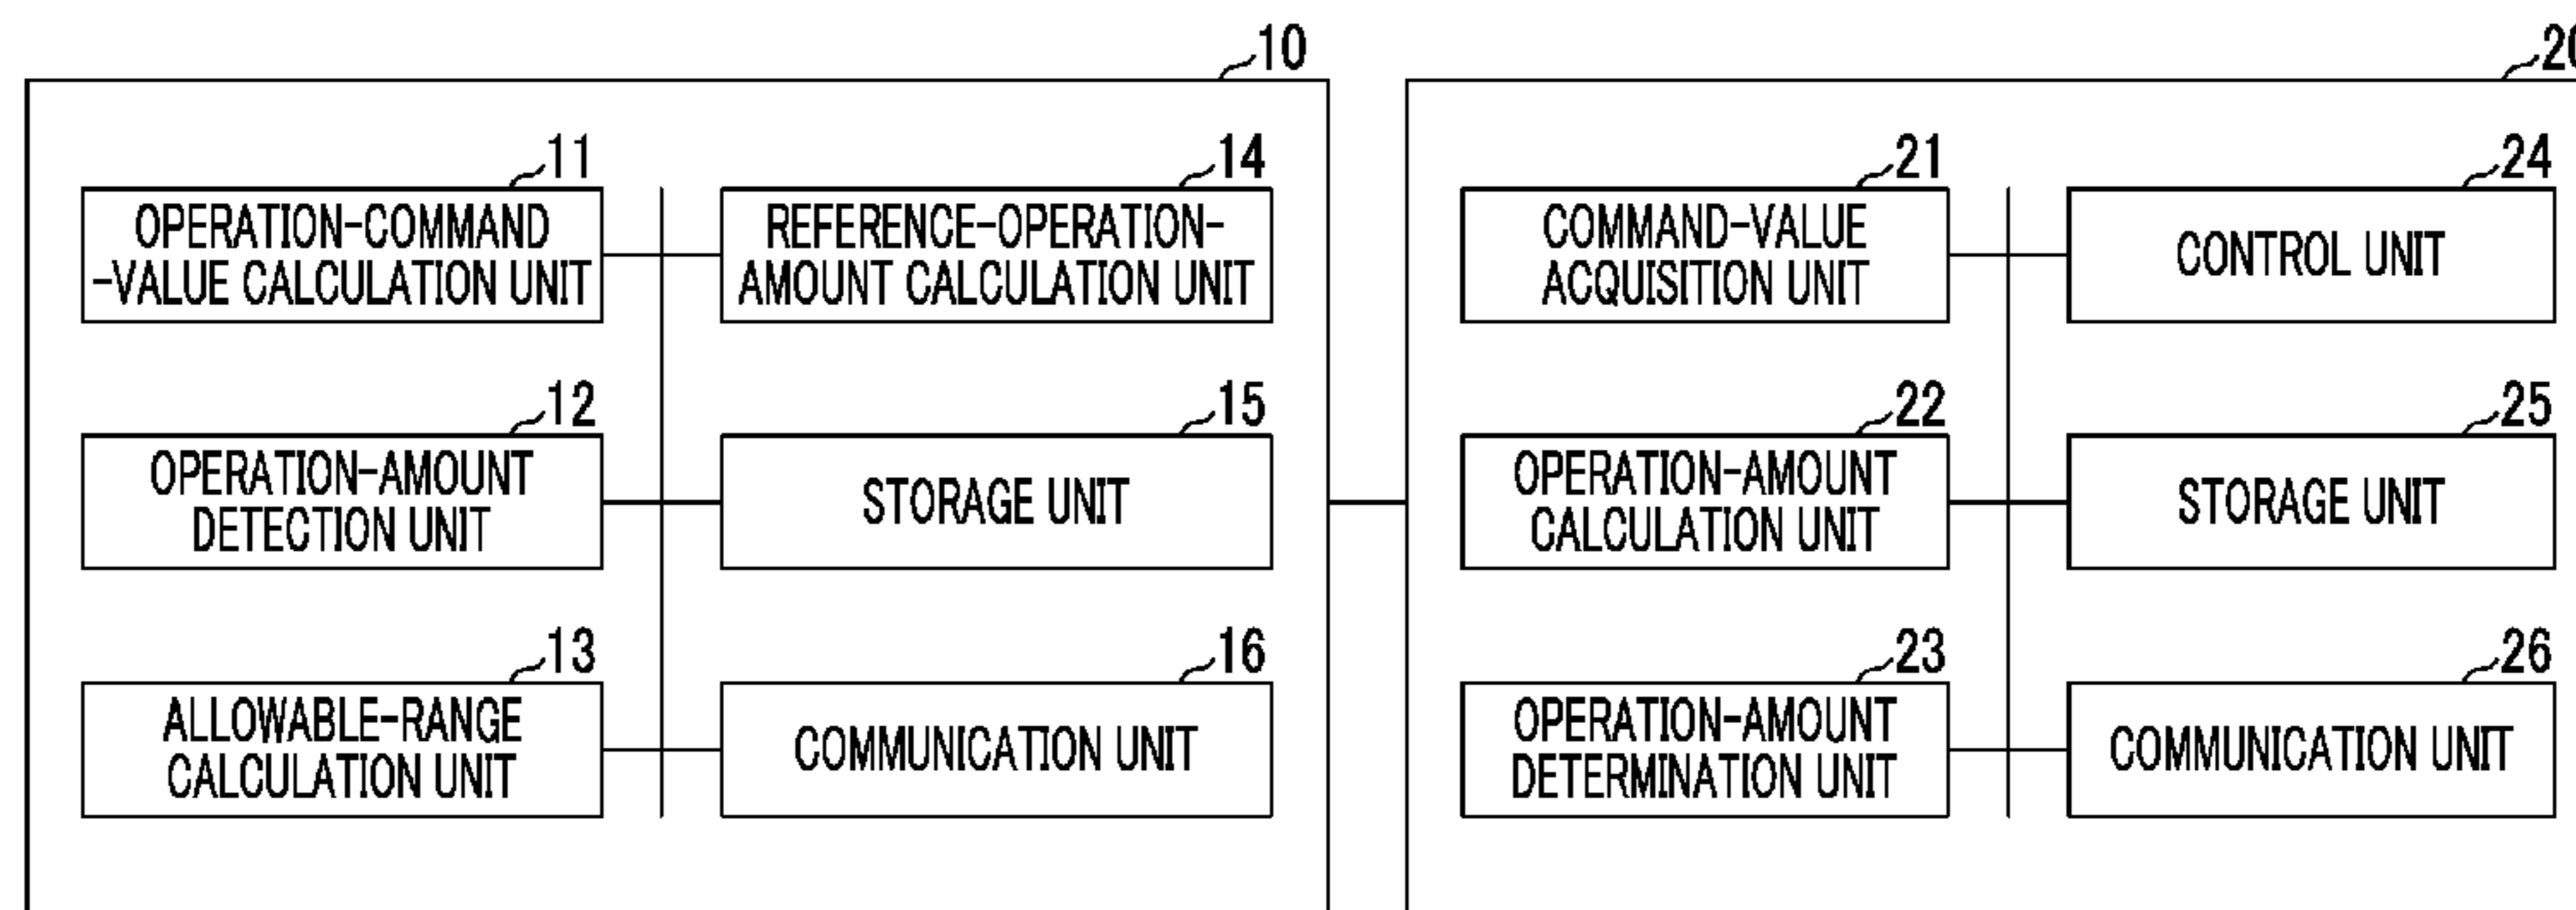 10
11
OPERATION-COMMAND
-VALUE CALCULATION UNIT
14
REFERENCE-OPERATION-
AMOUNT CALCULATION UNIT
12
OPERATION-AMOUNT
DETECTION UNIT
15
STORAGE UNIT
13
ALLOWABLE-RANGE
CALCULATION UNIT
16
COMMUNICATION UNIT
20
21
COMMAND-VALUE
ACQUISITION UNIT
24
CONTROL UNIT
22
OPERATION-AMOUNT
CALCULATION UNIT
25
STORAGE UNIT
23
OPERATION-AMOUNT
DETERMINATION UNIT
26
COMMUNICATION UNIT